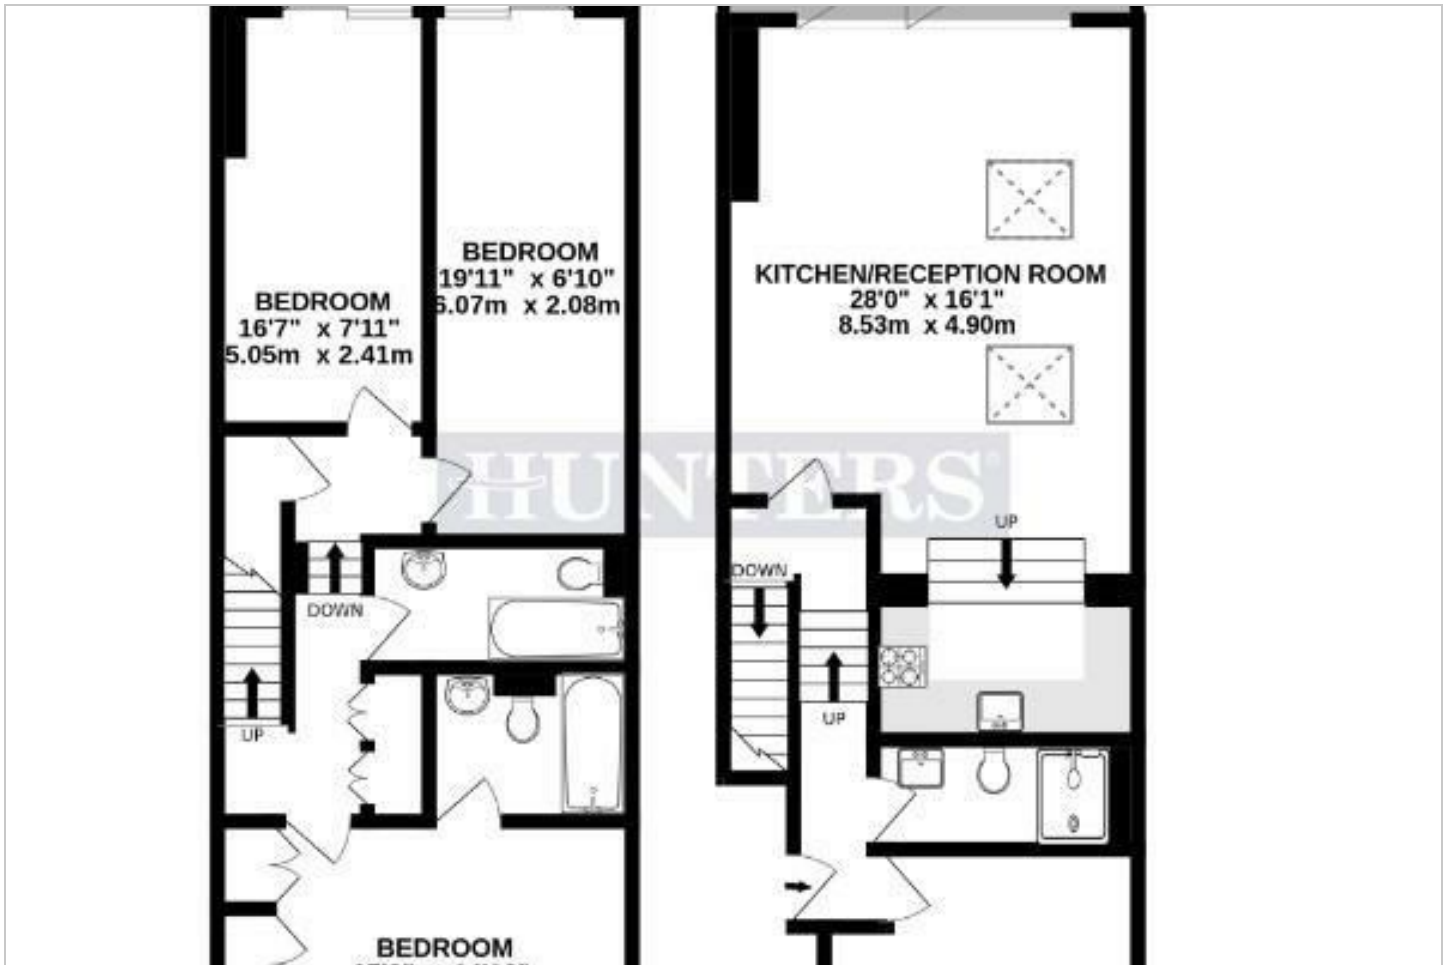 BEDROOM
16'7" x 7'11"
5.05m x 2.41m
BEDROOM
19'11" x 6'10"
6.07m x 2.08m
DOWN
UP
BEDROOM
KITCHEN/RECEPTION ROOM
28'0" x 16'1"
8.53m x 4.90m
UP
DOWN
UP
HUNTERS